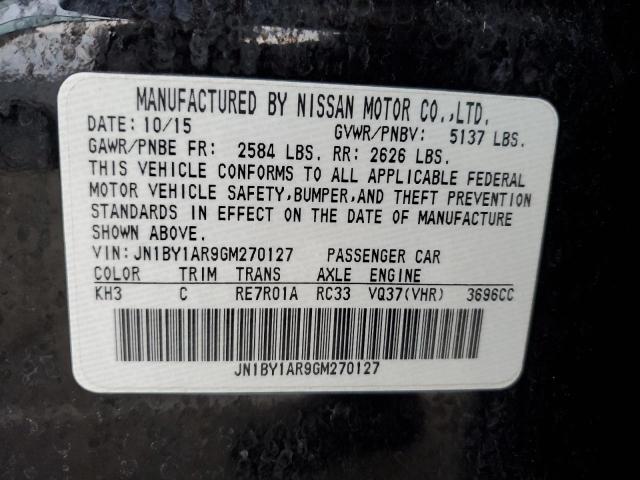 MANUFACTURED BY NISSAN MOTOR CO.,LTD.
DATE: 10/15 GVWR/PNBV: 5137 LBS.
GAWR/PNBE FR: 2584 LBS. RR: 2626 LBS.
THIS VEHICLE CONFORMS TO ALL APPLICABLE FEDERAL
MOTOR VEHICLE SAFETY,BUMPER,AND THEFT PREVENTION
STANDARDS IN EFFECT ON THE DATE OF MANUFACTURE
SHOWN ABOVE.
VIN: JN1BY1AR9GM270127 PASSENGER CAR
COLOR TRIM TRANS AXLE ENGINE
KH3 C RE7R01A RC33 VQ37(VHR) 3696CC
JN1BY1AR9GM270127